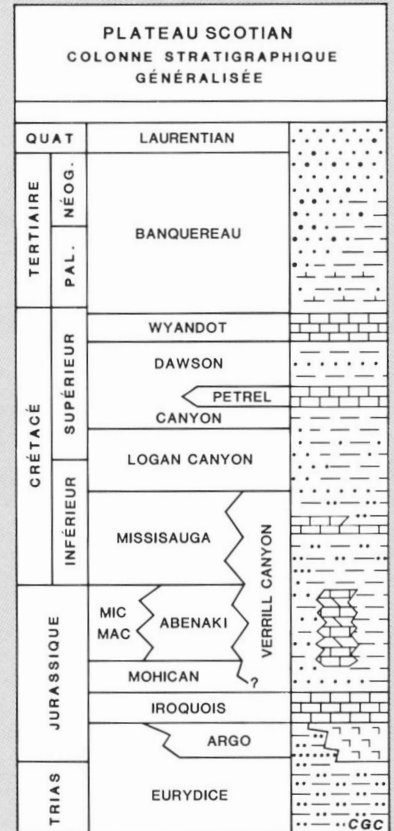 PLATEAU SCOTIAN
COLONNE STRATIGRAPHIQUE
GÉNÉRALISÉE
QUAT
LAURENTIAN
TERTIAIRE
NÉOG.
PAL.
BANQUEREAU
CRÉTACÉ
SUPÉRIEUR
WYANDOT
DAWSON
PETREL
CANYON
LOGAN CANYON
INFÉRIEUR
MISSISAUGA
VERRILL CANYON
JURASSIQUE
MIC
MAC
ABENAKI
MOHICAN
?
IROQUOIS
ARGO
TRIAS
EURYDICE
CGC